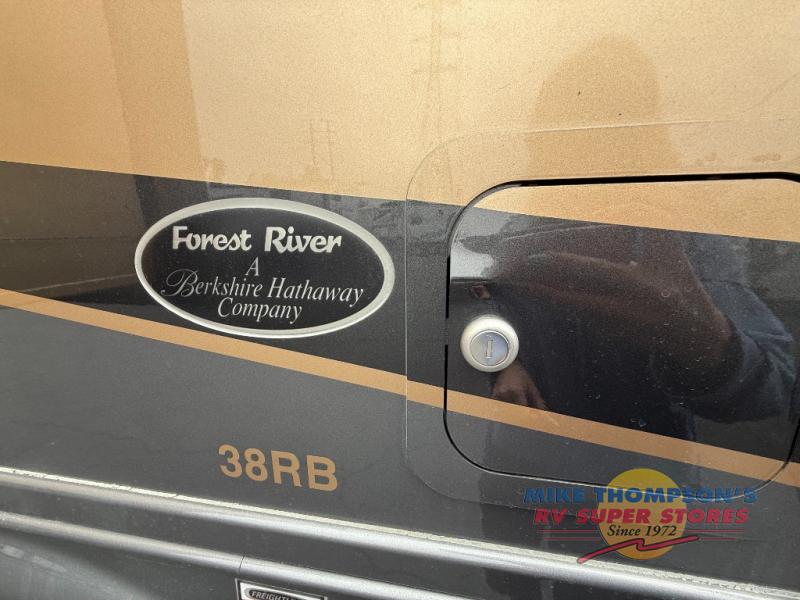 Forest River
A
Berkshire Hathaway
Company
38RB
MIKE THOMPSON'S
RV SUPER STORES
Since 1972